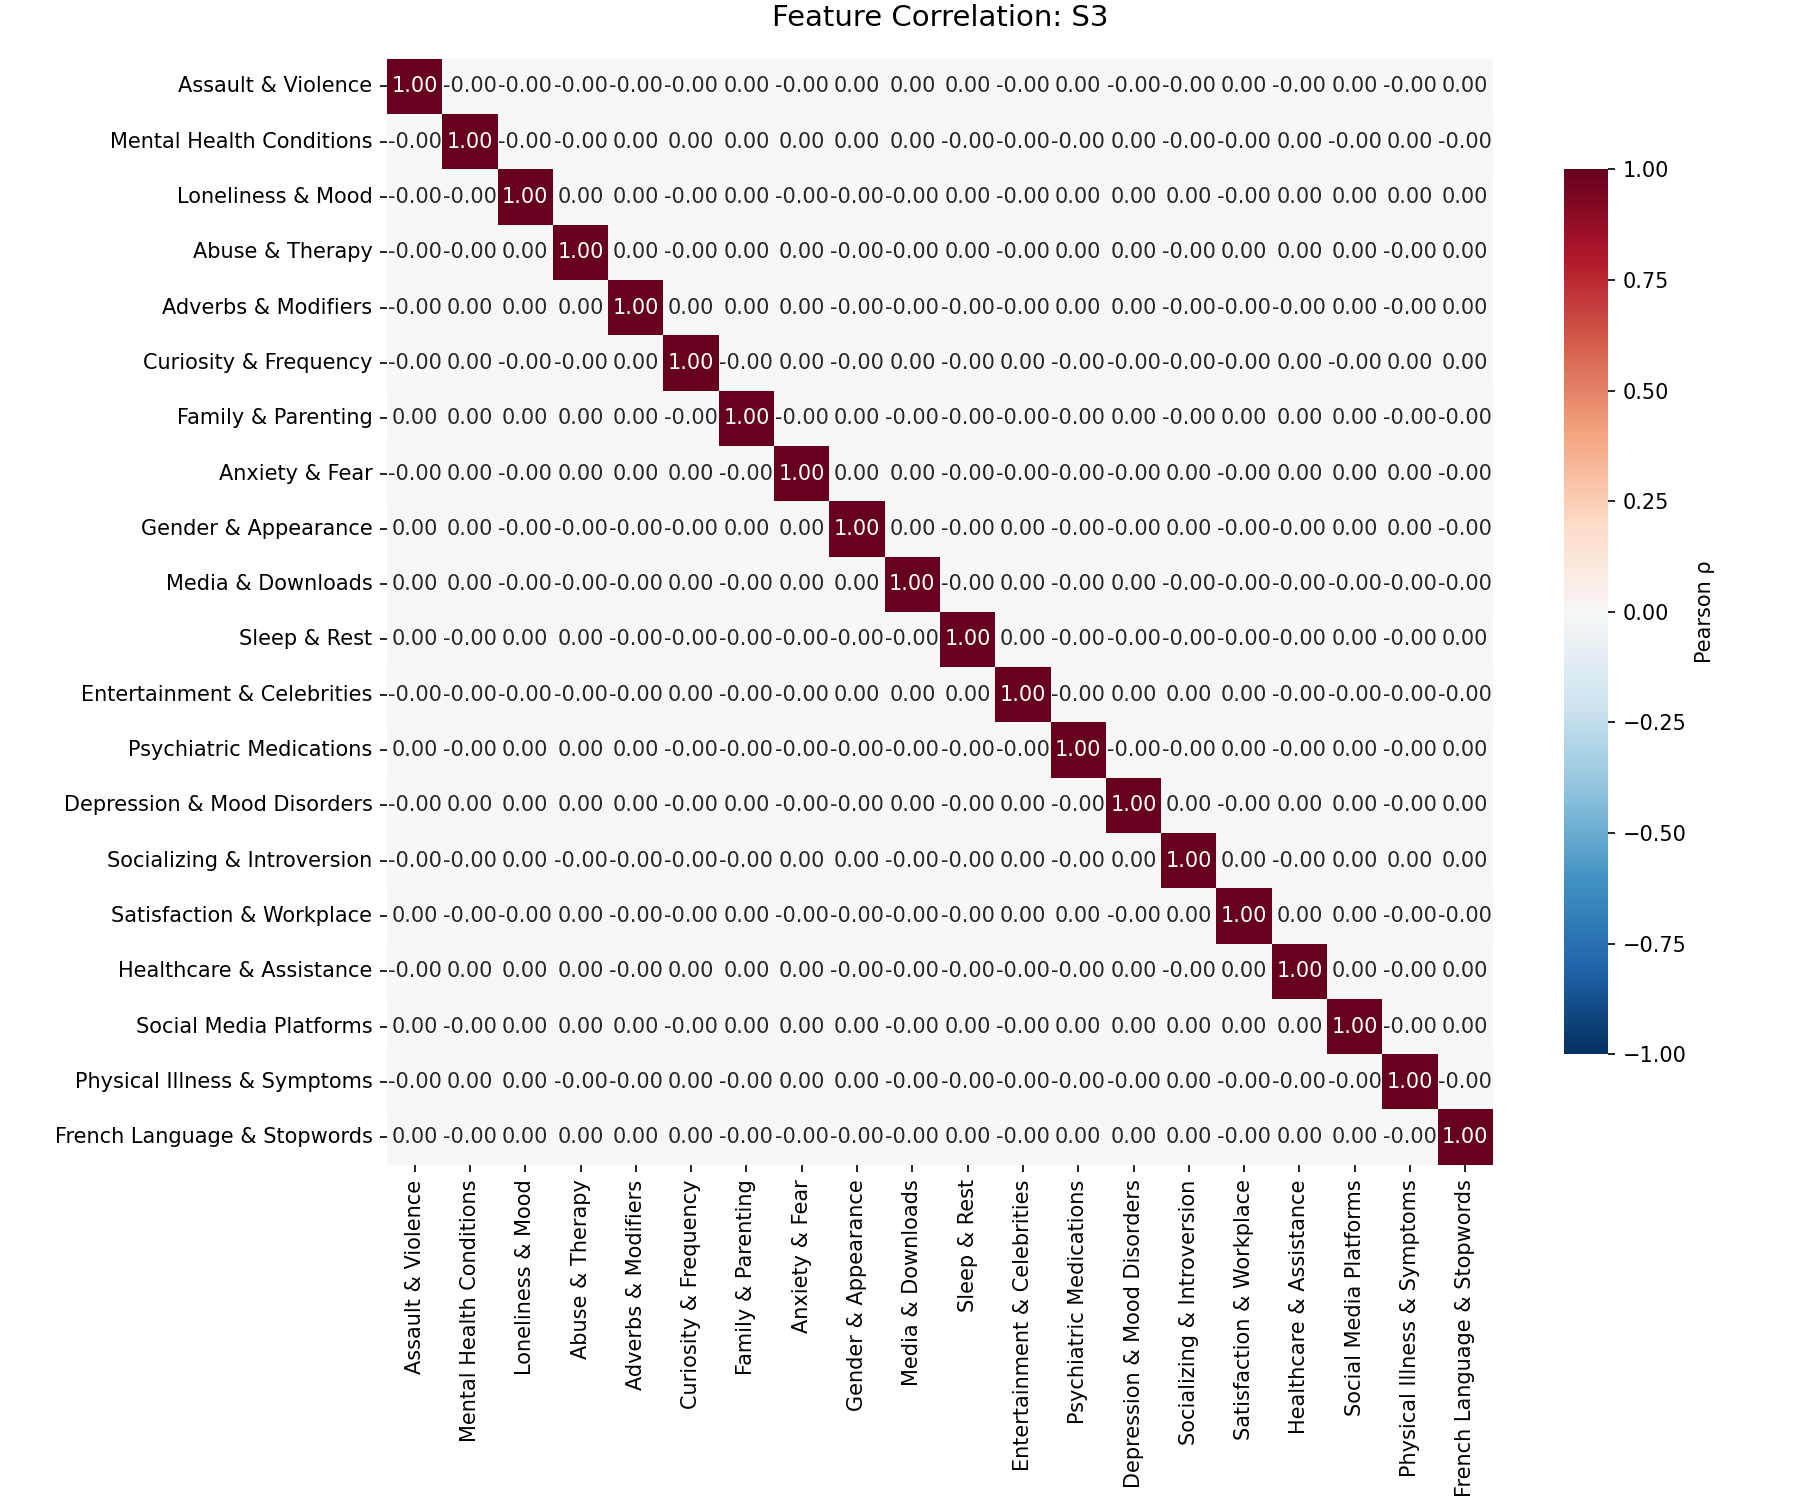 Feature Correlation: S3
Assault & Violence 1.00 -0.00 -0.00 -0.00 -0.00 -0.00 0.00 -0.00 0.00 0.00 0.00 -0.00 0.00 -0.00 -0.00 0.00 -0.00 0.00 -0.00 0.00
Mental Health Conditions -0.00 1.00 -0.00 -0.00 0.00 0.00 0.00 0.00 0.00 0.00 -0.00 -0.00 -0.00 0.00 -0.00 -0.00 0.00 -0.00 0.00 -0.00
Loneliness & Mood -0.00 -0.00 1.00 0.00 0.00 -0.00 0.00 -0.00 -0.00 -0.00 0.00 -0.00 0.00 0.00 0.00 -0.00 0.00 0.00 0.00 0.00
Abuse & Therapy -0.00 -0.00 0.00 1.00 0.00 -0.00 0.00 0.00 -0.00 -0.00 0.00 -0.00 0.00 0.00 -0.00 0.00 0.00 0.00 -0.00 0.00
Adverbs & Modifiers -0.00 0.00 0.00 0.00 1.00 0.00 0.00 0.00 -0.00 -0.00 -0.00 -0.00 0.00 0.00 -0.00 -0.00 -0.00 0.00 -0.00 0.00
Curiosity & Frequency -0.00 0.00 -0.00 -0.00 0.00 1.00 -0.00 0.00 -0.00 0.00 -0.00 0.00 -0.00 -0.00 -0.00 -0.00 0.00 -0.00 0.00 0.00
Family & Parenting 0.00 0.00 0.00 0.00 0.00 -0.00 1.00 -0.00 0.00 -0.00 -0.00 -0.00 -0.00 0.00 -0.00 0.00 0.00 0.00 -0.00 -0.00
Anxiety & Fear -0.00 0.00 -0.00 0.00 0.00 0.00 -0.00 1.00 0.00 0.00 -0.00 -0.00 -0.00 -0.00 0.00 -0.00 0.00 0.00 0.00 -0.00
Gender & Appearance 0.00 0.00 -0.00 -0.00 -0.00 -0.00 0.00 0.00 1.00 0.00 -0.00 0.00 -0.00 -0.00 0.00 -0.00 -0.00 0.00 0.00 -0.00
Media & Downloads 0.00 0.00 -0.00 -0.00 -0.00 0.00 -0.00 0.00 0.00 1.00 -0.00 0.00 -0.00 0.00 -0.00 -0.00 -0.00 -0.00 -0.00 -0.00
Sleep & Rest 0.00 -0.00 0.00 0.00 -0.00 -0.00 -0.00 -0.00 -0.00 -0.00 1.00 0.00 -0.00 -0.00 -0.00 -0.00 -0.00 0.00 -0.00 0.00
Entertainment & Celebrities -0.00 -0.00 -0.00 -0.00 -0.00 0.00 -0.00 -0.00 0.00 0.00 0.00 1.00 -0.00 0.00 0.00 0.00 -0.00 -0.00 -0.00 -0.00
Psychiatric Medications 0.00 -0.00 0.00 0.00 0.00 -0.00 -0.00 -0.00 -0.00 -0.00 -0.00 -0.00 1.00 -0.00 -0.00 0.00 -0.00 0.00 -0.00 0.00
Depression & Mood Disorders -0.00 0.00 0.00 0.00 0.00 -0.00 0.00 -0.00 -0.00 0.00 -0.00 0.00 -0.00 1.00 0.00 -0.00 0.00 0.00 -0.00 0.00
Socializing & Introversion -0.00 -0.00 0.00 -0.00 -0.00 -0.00 -0.00 0.00 0.00 -0.00 -0.00 0.00 -0.00 0.00 1.00 0.00 -0.00 0.00 0.00 0.00
Satisfaction & Workplace 0.00 -0.00 -0.00 0.00 -0.00 -0.00 0.00 -0.00 -0.00 -0.00 -0.00 0.00 0.00 -0.00 0.00 1.00 0.00 0.00 -0.00 -0.00
Healthcare & Assistance -0.00 0.00 0.00 0.00 -0.00 0.00 0.00 0.00 -0.00 -0.00 -0.00 -0.00 -0.00 0.00 -0.00 0.00 1.00 0.00 -0.00 0.00
Social Media Platforms 0.00 -0.00 0.00 0.00 0.00 -0.00 0.00 0.00 0.00 -0.00 0.00 -0.00 0.00 0.00 0.00 0.00 0.00 1.00 -0.00 0.00
Physical Illness & Symptoms -0.00 0.00 0.00 -0.00 -0.00 0.00 -0.00 0.00 0.00 -0.00 -0.00 -0.00 -0.00 -0.00 0.00 -0.00 -0.00 -0.00 1.00 -0.00
French Language & Stopwords 0.00 -0.00 0.00 0.00 0.00 0.00 -0.00 -0.00 -0.00 -0.00 0.00 -0.00 0.00 0.00 0.00 -0.00 0.00 0.00 -0.00 1.00
Assault & Violence
Mental Health Conditions
Loneliness & Mood
Abuse & Therapy
Adverbs & Modifiers
Curiosity & Frequency
Family & Parenting
Anxiety & Fear
Gender & Appearance
Media & Downloads
Sleep & Rest
Entertainment & Celebrities
Psychiatric Medications
Depression & Mood Disorders
Socializing & Introversion
Satisfaction & Workplace
Healthcare & Assistance
Social Media Platforms
Physical Illness & Symptoms
French Language & Stopwords
1.00
0.75
0.50
0.25
0.00
−0.25
−0.50
−0.75
−1.00
Pearson ρ